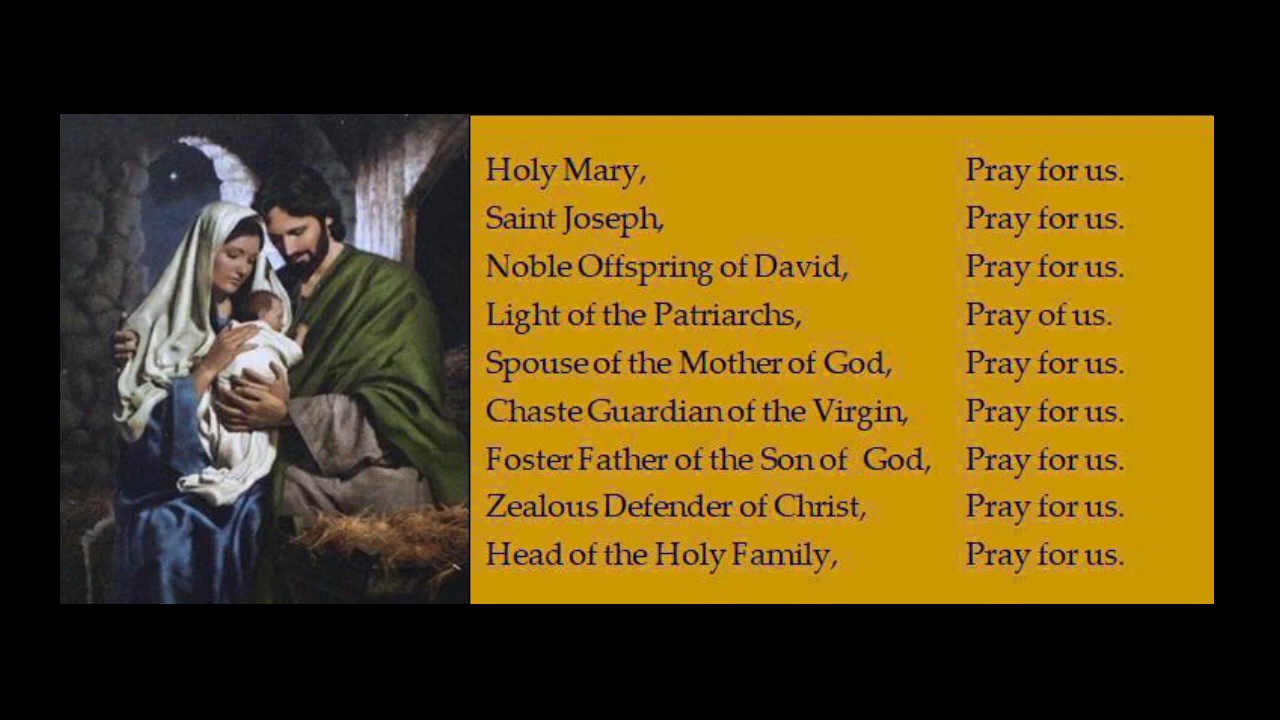 Holy Mary, Pray for us.
Saint Joseph, Pray for us.
Noble Offspring of David, Pray for us.
Light of the Patriarchs, Pray of us.
Spouse of the Mother of God, Pray for us.
Chaste Guardian of the Virgin, Pray for us.
Foster Father of the Son of God, Pray for us.
Zealous Defender of Christ, Pray for us.
Head of the Holy Family, Pray for us.